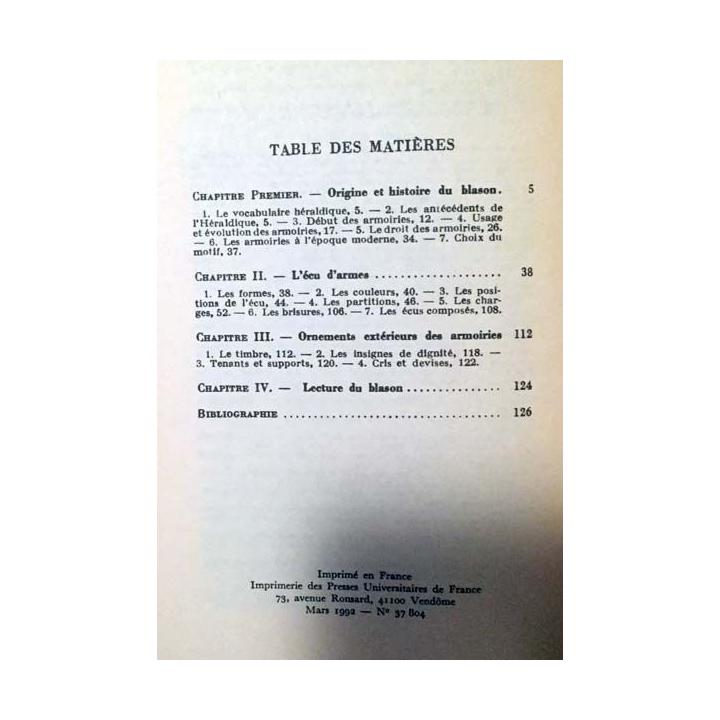 TABLE DES MATIÈRES
CHAPITRE PREMIER. — Origine et histoire du blason. 5
1. Le vocabulaire héraldique, 5. — 2. Les antécédents de
l'Héraldique, 5. — 3. Début des armoiries, 12. — 4. Usage
et évolution des armoiries, 17. — 5. Le droit des armoiries, 26.
— 6. Les armoiries à l'époque moderne, 34. — 7. Choix du
motif, 37.
CHAPITRE II. — L'écu d'armes .................... 38
1. Les formes, 38. — 2. Les couleurs, 40. — 3. Les posi-
tions de l'écu, 44. — 4. Les partitions, 46. — 5. Les char-
ges, 52. — 6. Les brisures, 106. — 7. Les écus composés, 108.
CHAPITRE III. — Ornements extérieurs des armoiries 112
1. Le timbre, 112. — 2. Les insignes de dignité, 118. —
3. Tenants et supports, 120. — 4. Cris et devises, 122.
CHAPITRE IV. — Lecture du blason ............... 124
BIBLIOGRAPHIE .................................. 126
Imprimé en France
Imprimerie des Presses Universitaires de France
73, avenue Ronsard, 41100 Vendôme
Mars 1992 — Nº 37 804